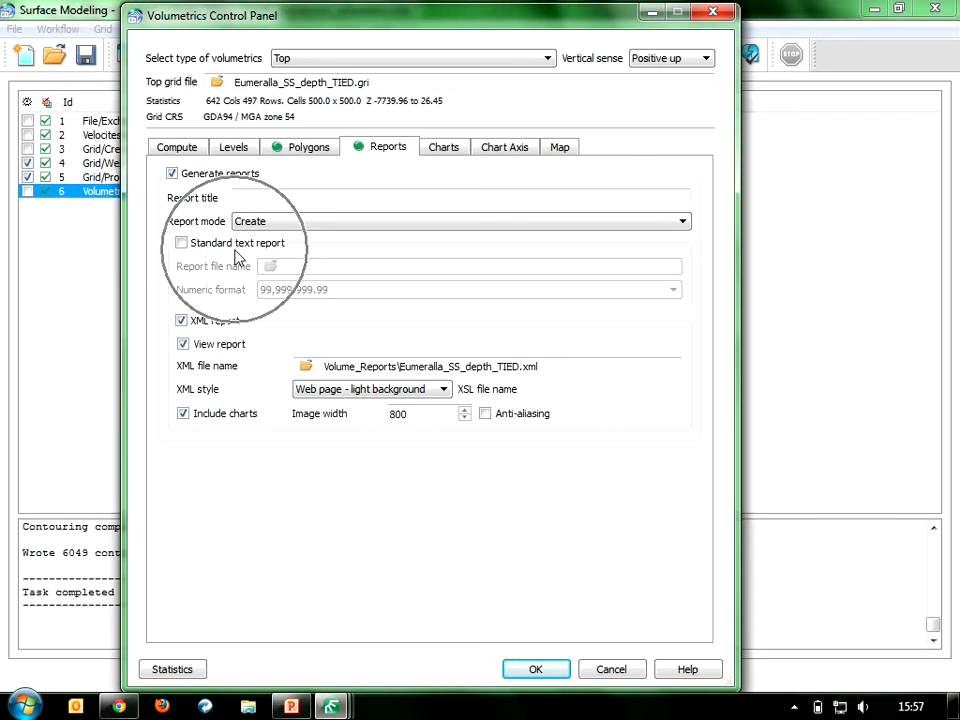 Surface Modeling -
Volumetrics Control Panel
File Workflow Grid
Select type of volumetrics Top Vertical sense Positive up
Top grid file Eumeralla_SS_depth_TIED.gri
Statistics 642 Cols 497 Rows. Cells 500.0 x 500.0 Z -7739.96 to 26.45
Grid CRS GDA94 / MGA zone 54
Id
1 File/Exc
2 Velocites
3 Grid/Cre
4 Grid/We
5 Grid/Pro
6 Volumet
Compute Levels Polygons Reports Charts Chart Axis Map
Generate reports
Report title
Report mode Create
Standard text report
Report file name
Numeric format 99,999,999.99
XML report
View report
XML file name Volume_Reports\Eumeralla_SS_depth_TIED.xml
XML style Web page - light background XSL file name
Include charts Image width 800 Anti-aliasing
Contouring comp
Wrote 6049 cont
--------------
Task completed
--------------
Statistics OK Cancel Help
STOP
15:57